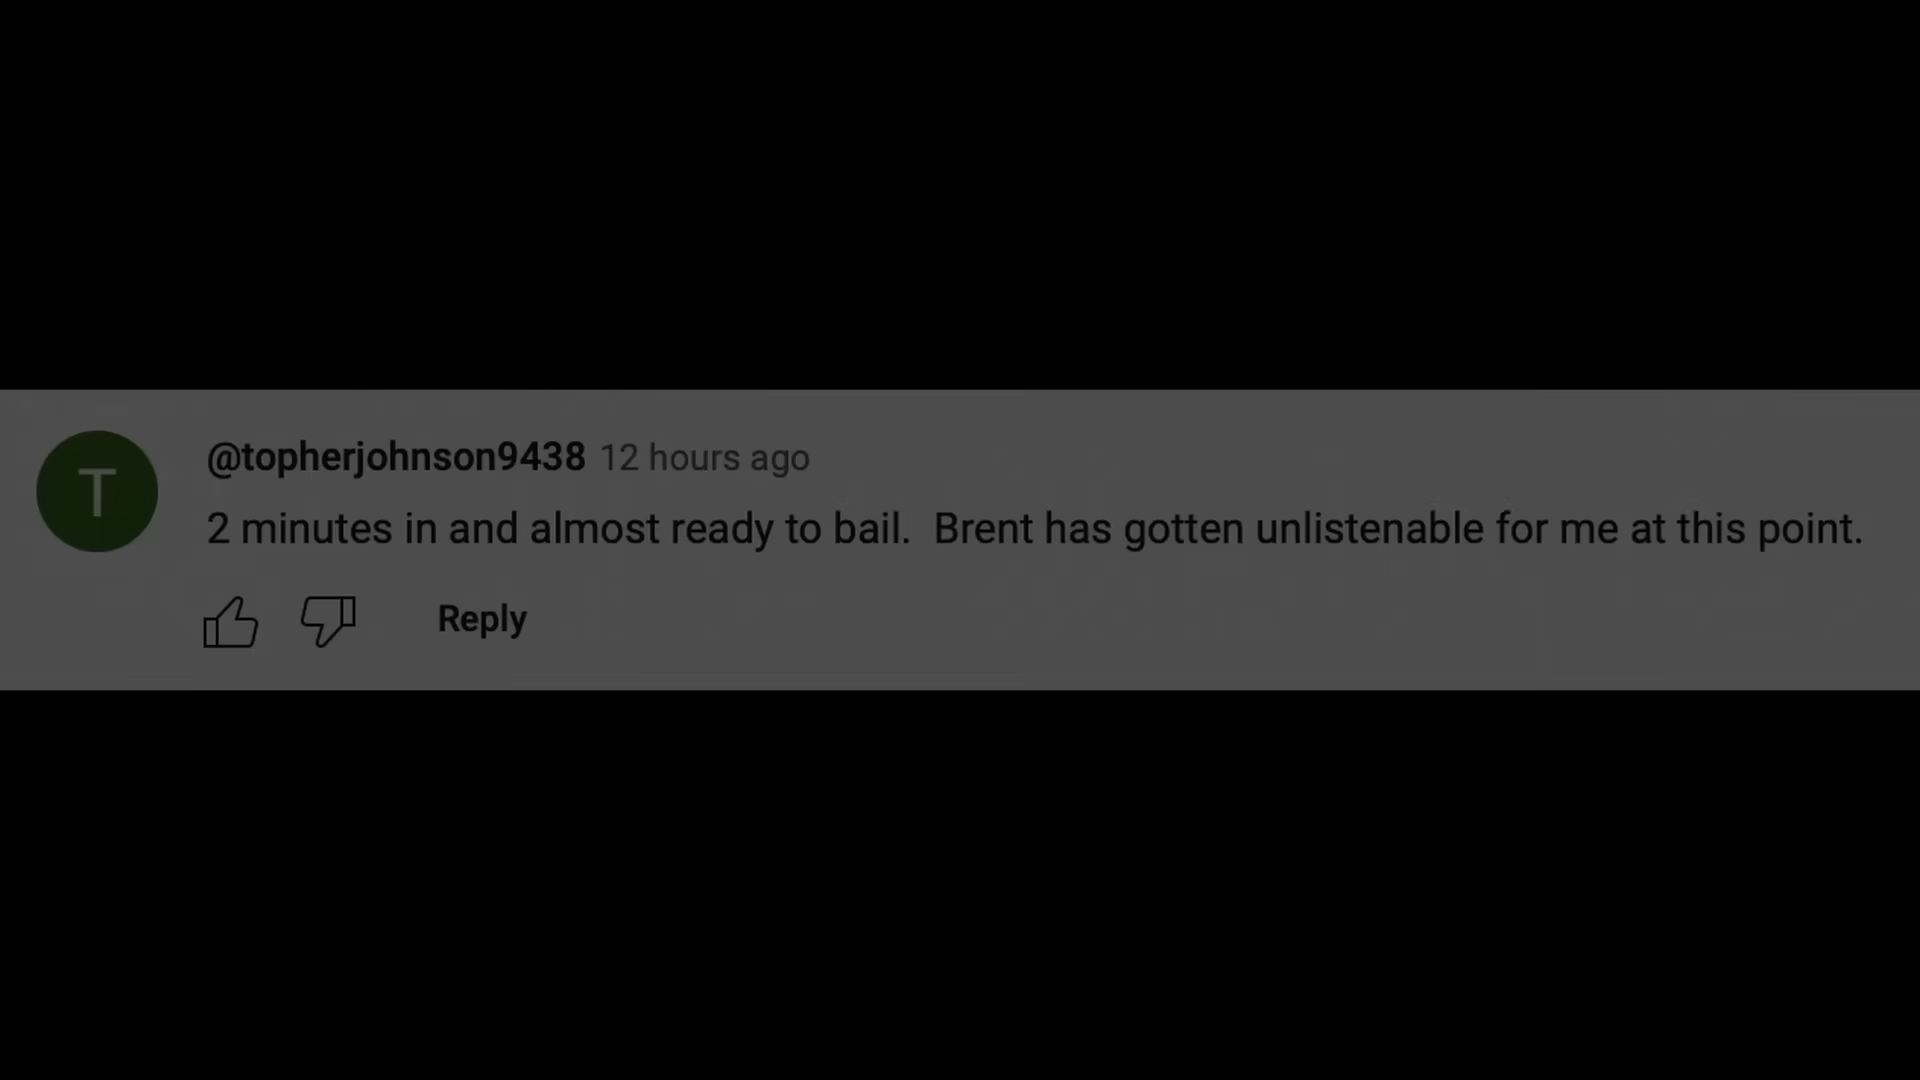 T
@topherjohnson9438 12 hours ago
2 minutes in and almost ready to bail.  Brent has gotten unlistenable for me at this point.
Reply